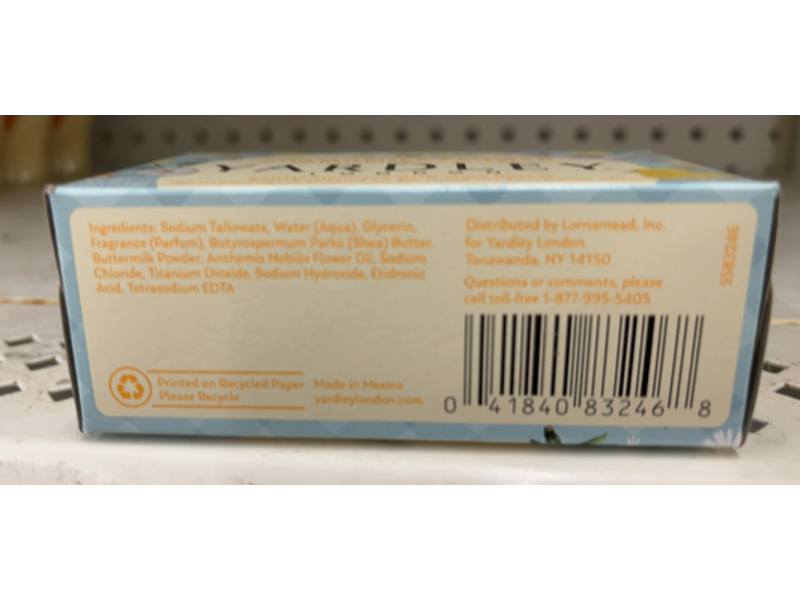 YARDLEY
LONDON
Ingredients: Sodium Tallowate, Water (Aqua), Glycerin,
Fragrance (Parfum), Butyrospermum Parkii (Shea) Butter,
Buttermilk Powder, Anthemis Nobilis Flower Oil, Sodium
Chloride, Titanium Dioxide, Sodium Hydroxide, Etidronic
Acid, Tetrasodium EDTA
Printed on Recycled Paper
Please Recycle
Made in Mexico
yardleylondon.com
Distributed by Lornamead, Inc.
for Yardley London
Tonawanda, NY 14150
Questions or comments, please
call toll-free 1-877-995-5405
0 41840 83246 8
5583246